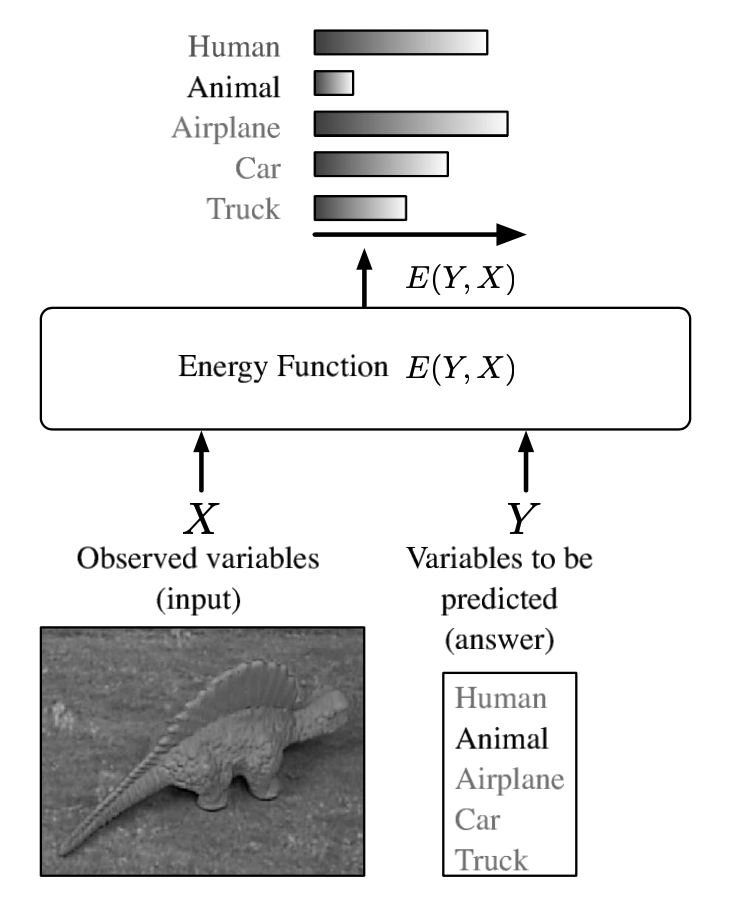 Human
Animal
Airplane
Car
Truck
E(Y, X)
Energy Function E(Y, X)
X
Observed variables
(input)
Y
Variables to be
predicted
(answer)
Human
Animal
Airplane
Car
Truck